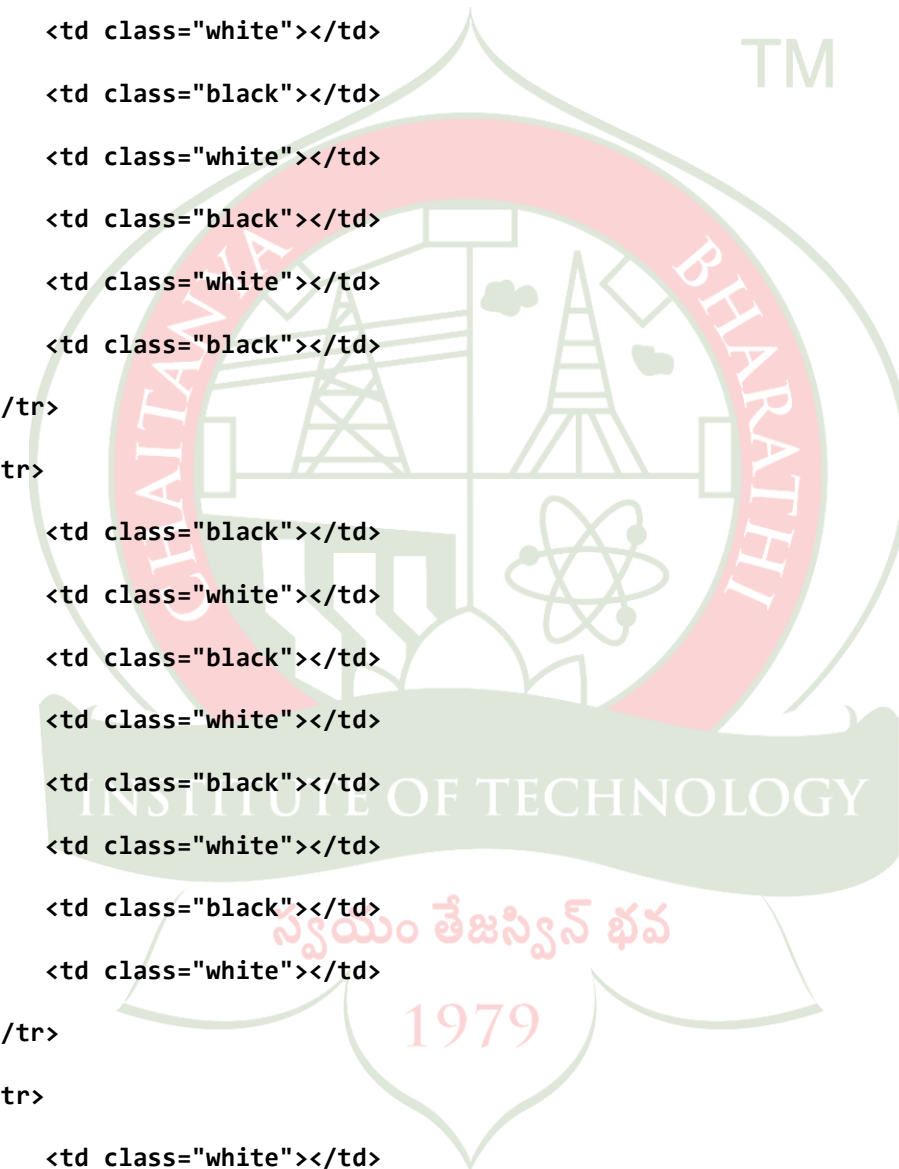 <td class="white"></td>
<td class="black"></td>
<td class="white"></td>
<td class="black"></td>
<td class="white"></td>
<td class="black"></td>
/tr>
tr>
<td class="black"></td>
<td class="white"></td>
<td class="black"></td>
<td class="white"></td>
<td class="black"></td>
<td class="white"></td>
<td class="black"></td>
<td class="white"></td>
/tr>
tr>
<td class="white"></td>
TM
CHAITANYA BHARATHI
INSTITUTE OF TECHNOLOGY
స్వయం తేజస్విన్ భవ
1979